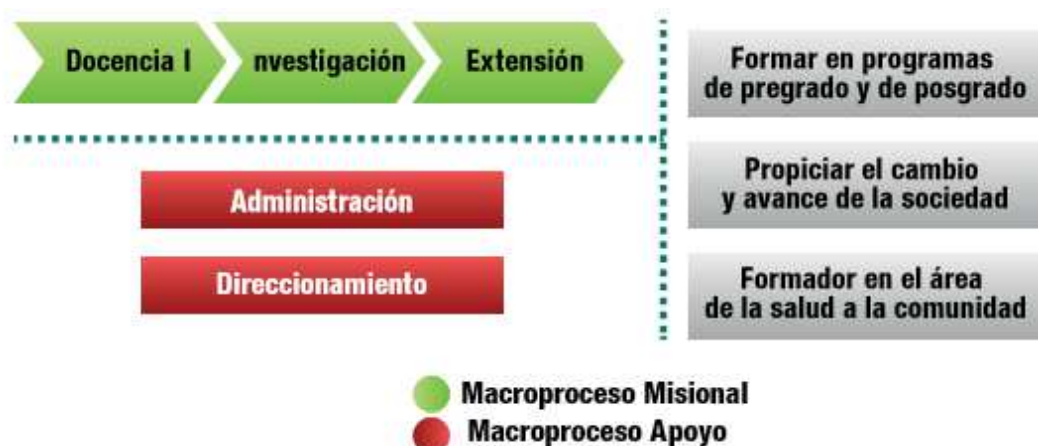 Docencia I nvestigación Extensión
Formar en programas
de pregrado y de posgrado
Propiciar el cambio
y avance de la sociedad
Administración
Direccionamiento
Formador en el área
de la salud a la comunidad
Macroproceso Misional
Macroproceso Apoyo